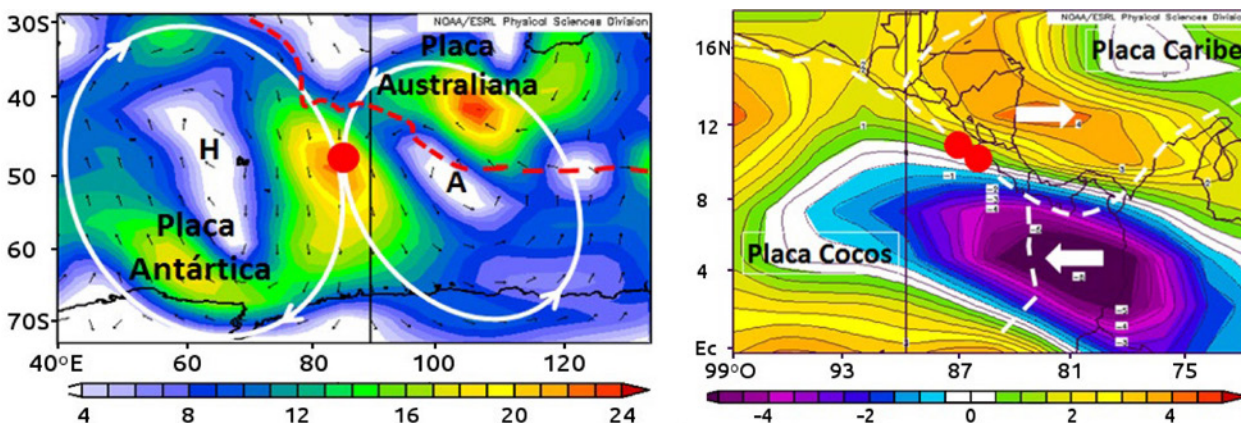 NOAA/ESRL Physical Sciences Division
30S
40
50
60
70S
Placa
Australiana
H
A
Placa
Antártica
40°E
60
80
100
120
4
8
12
16
20
24
NOAA/ESRL Physical Sciences Division
16N
12
8
4
Ec
Placa Caribe
Placa Cocos
99°O
93
87
81
75
-4
-2
0
2
4